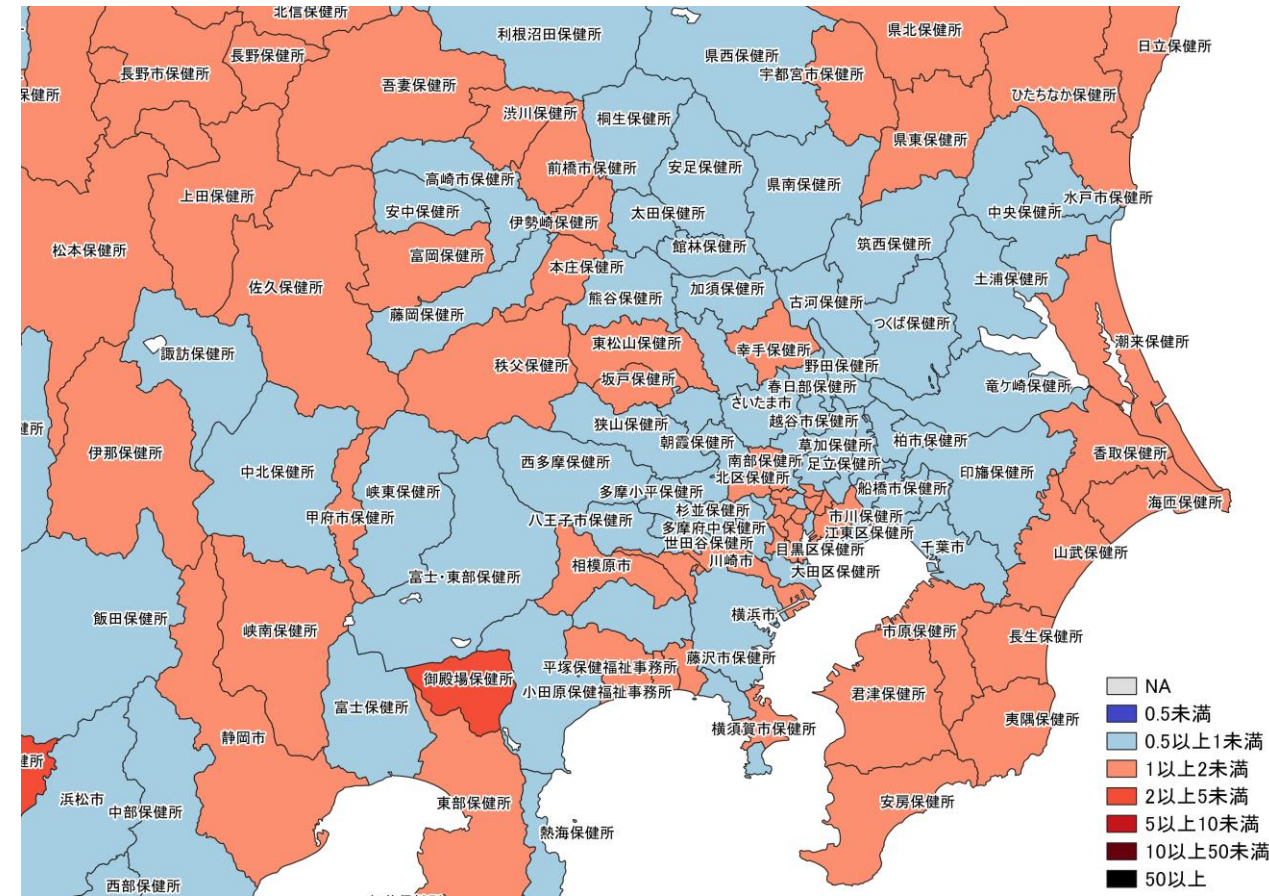 北信保健所
利根沼田保健所
県北保健所
日立保健所
長野保健所
県西保健所
長野市保健所
宇都宮市保健所
吾妻保健所
保健所
ひたちなか保健所
渋川保健所
桐生保健所
県東保健所
前橋市保健所
安足保健所
高崎市保健所
県南保健所
上田保健所
水戸市保健所
安中保健所
太田保健所
中央保健所
伊勢崎保健所
松本保健所
館林保健所
筑西保健所
富岡保健所
本庄保健所
土浦保健所
佐久保健所
加須保健所
熊谷保健所
古河保健所
藤岡保健所
つくば保健所
東松山保健所
潮来保健所
諏訪保健所
幸手保健所
秩父保健所
野田保健所
坂戸保健所
春日部保健所
竜ケ崎保健所
さいたま市
越谷市保健所
狭山保健所
健所
朝霞保健所
草加保健所
柏市保健所
伊那保健所
香取保健所
西多摩保健所
南部保健所
足立保健所
中北保健所
印旛保健所
北区保健所
峡東保健所
多摩小平保健所
船橋市保健所
海匝保健所
杉並保健所
甲府市保健所
八王子市保健所
市川保健所
多摩府中保健所
江東区保健所
世田谷保健所
目黒区保健所
千葉市
山武保健所
川崎市
相模原市
大田区保健所
富士・東部保健所
横浜市
飯田保健所
峡南保健所
市原保健所
長生保健所
藤沢市保健所
平塚保健福祉事務所
御殿場保健所
小田原保健福祉事務所
君津保健所
富士保健所
夷隅保健所
横須賀市保健所
静岡市
健所
浜松市
中部保健所
東部保健所
安房保健所
熱海保健所
西部保健所
NA
0.5未満
0.5以上1未満
1以上2未満
2以上5未満
5以上10未満
10以上50未満
50以上